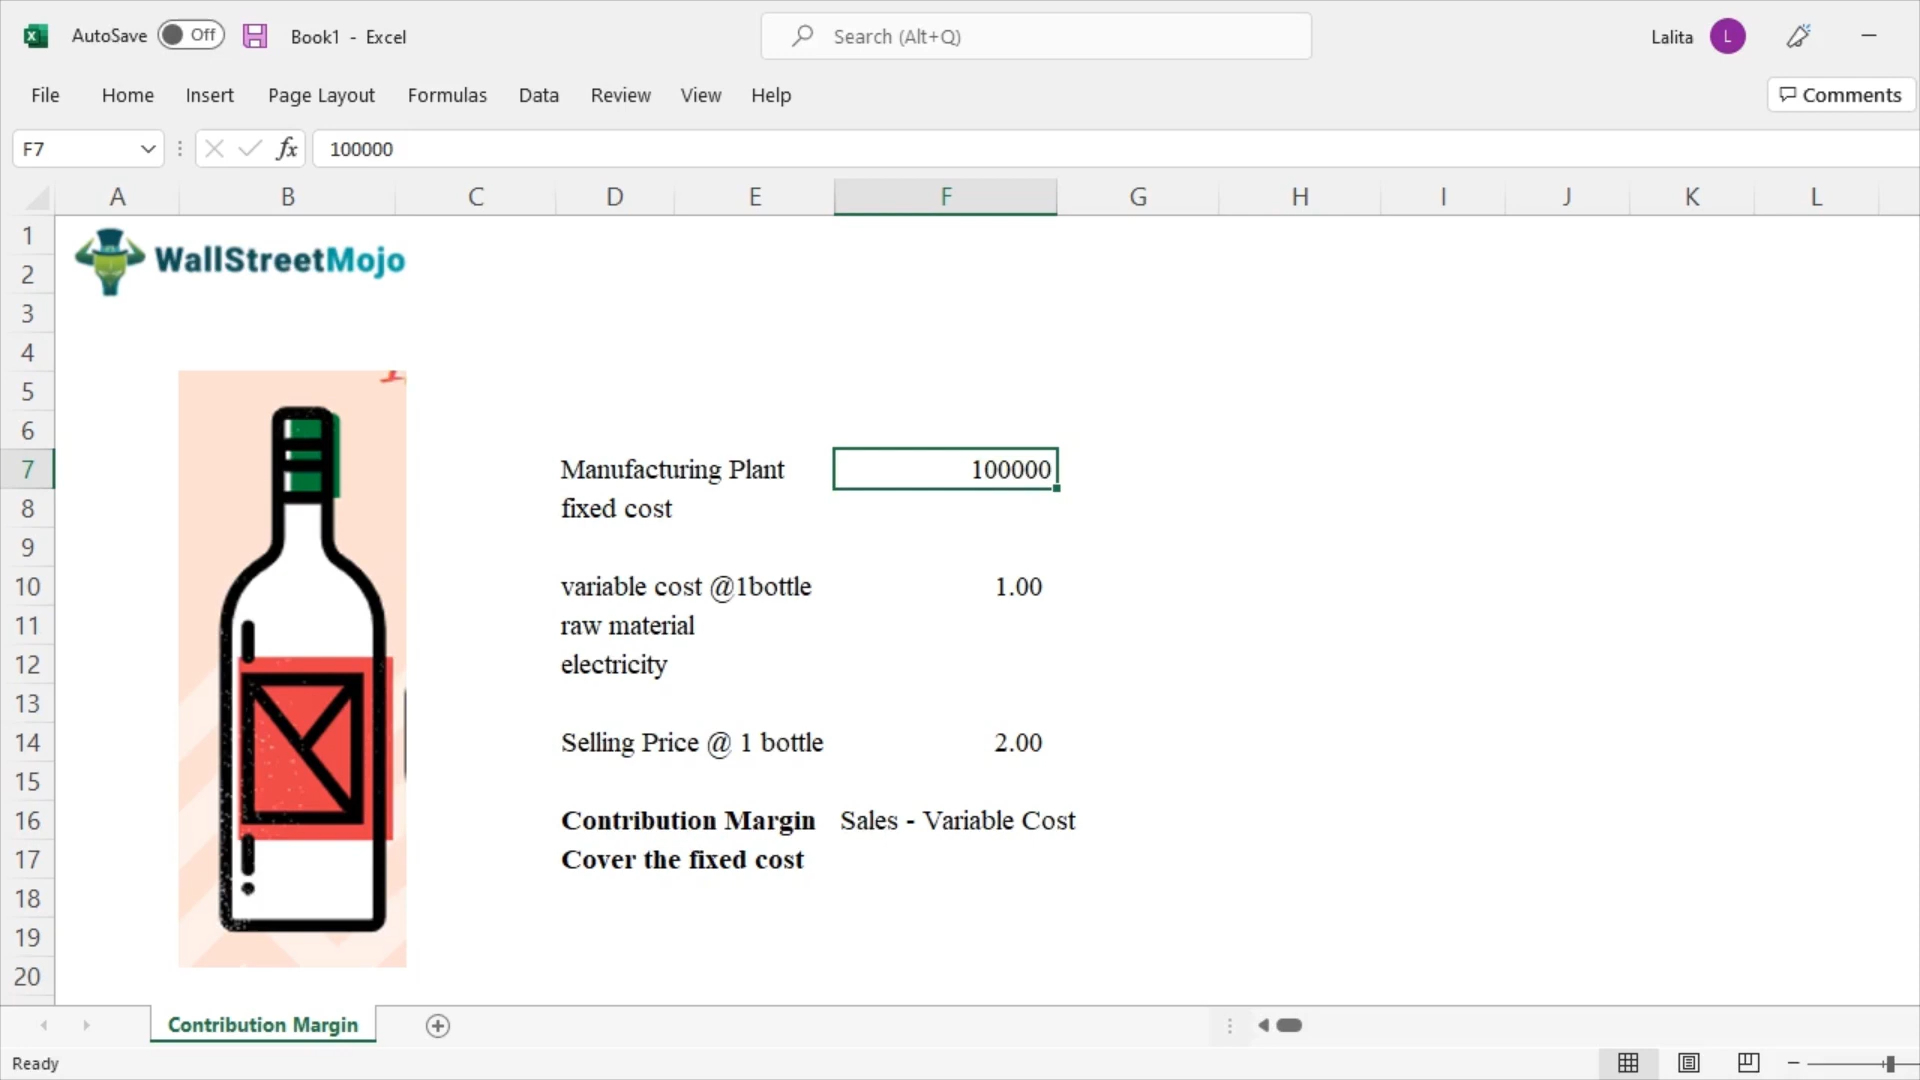 AutoSave Off Book1 - Excel Search (Alt+Q) Lalita L
File Home Insert Page Layout Formulas Data Review View Help Comments
F7 fx 100000
A B C D E F G H I J K L
1
WallStreetMojo
2
3
4
5
6
7 Manufacturing Plant 100000
8 fixed cost
9
10 variable cost @1bottle 1.00
11 raw material
12 electricity
13
14 Selling Price @ 1 bottle 2.00
15
16 Contribution Margin Sales - Variable Cost
17 Cover the fixed cost
18
19
20
Contribution Margin
Ready